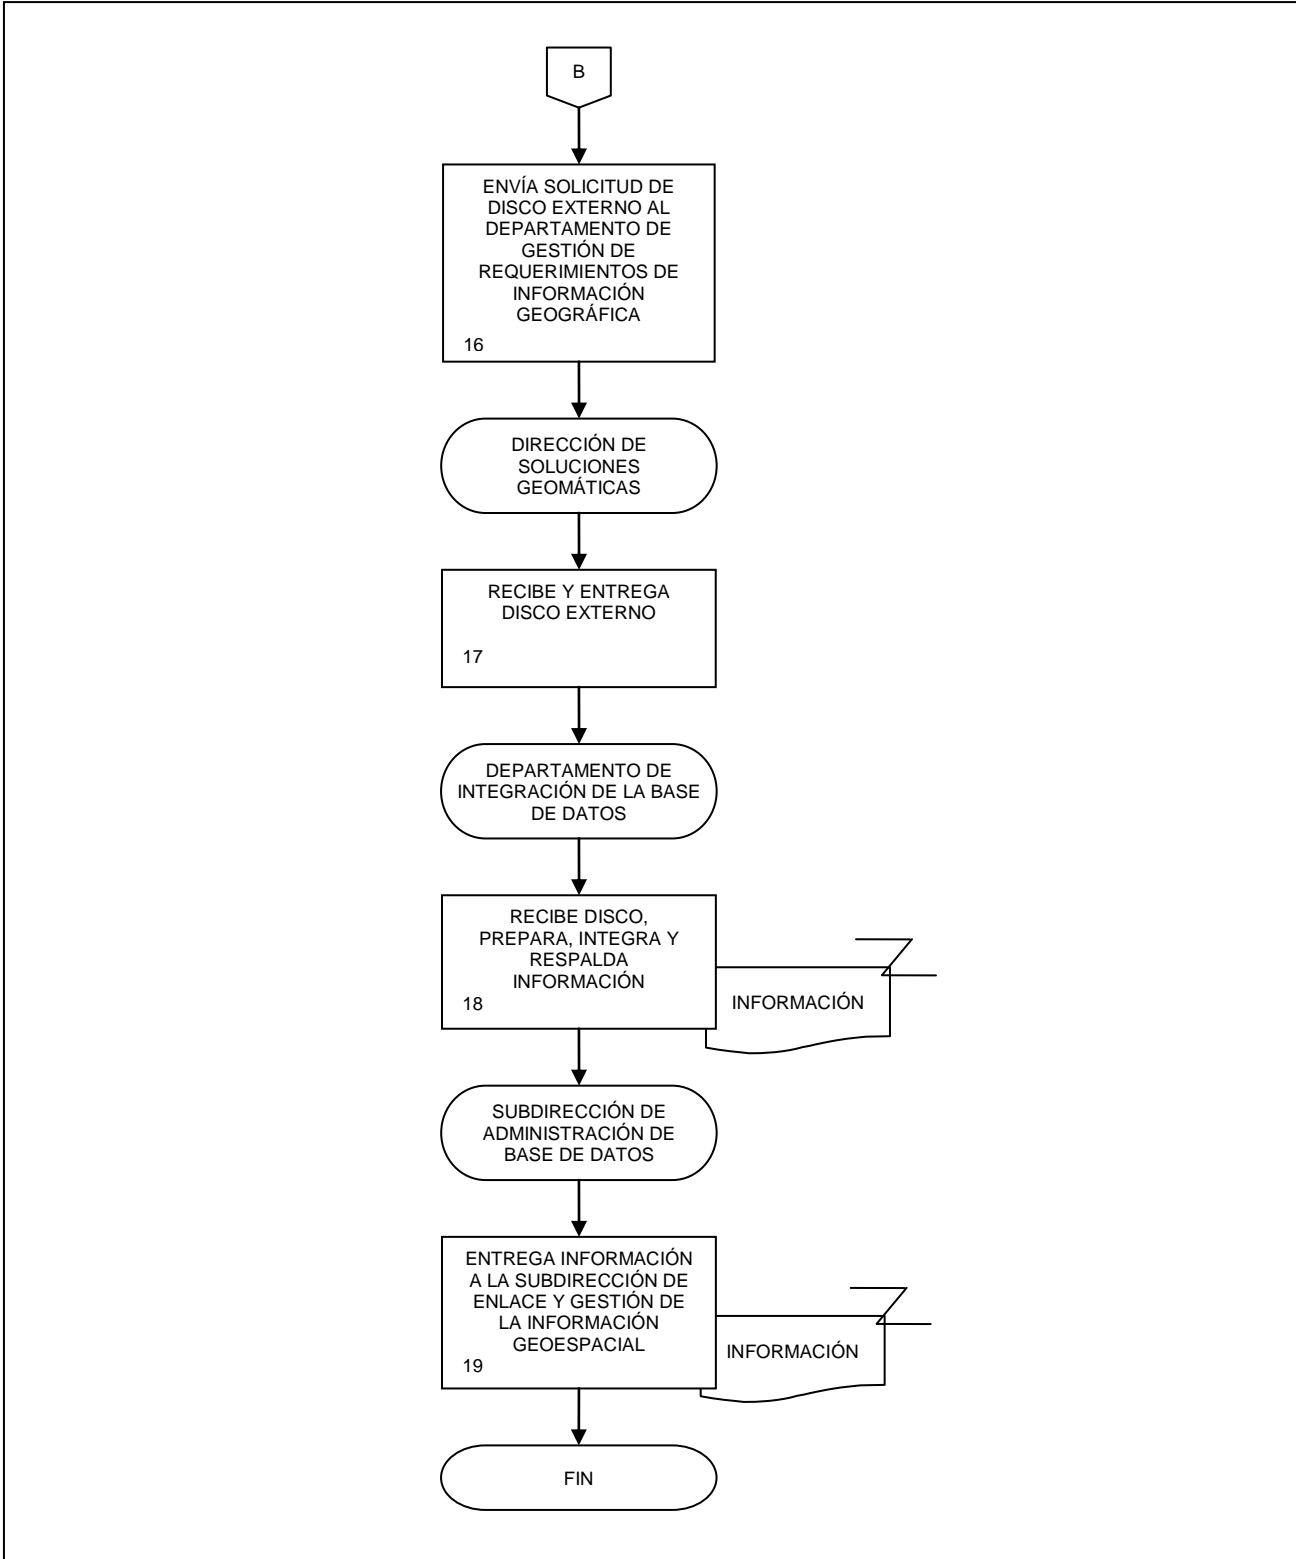 B
ENVÍA SOLICITUD DE
DISCO EXTERNO AL
DEPARTAMENTO DE
GESTIÓN DE
REQUERIMIENTOS DE
INFORMACIÓN
GEOGRÁFICA
16
DIRECCIÓN DE
SOLUCIONES
GEOMÁTICAS
RECIBE Y ENTREGA
DISCO EXTERNO
17
DEPARTAMENTO DE
INTEGRACIÓN DE LA BASE
DE DATOS
RECIBE DISCO,
PREPARA, INTEGRA Y
RESPALDA
INFORMACIÓN
18
INFORMACIÓN
SUBDIRECCIÓN DE
ADMINISTRACIÓN DE
BASE DE DATOS
ENTREGA INFORMACIÓN
A LA SUBDIRECCIÓN DE
ENLACE Y GESTIÓN DE
LA INFORMACIÓN
GEOESPACIAL
19
INFORMACIÓN
FIN